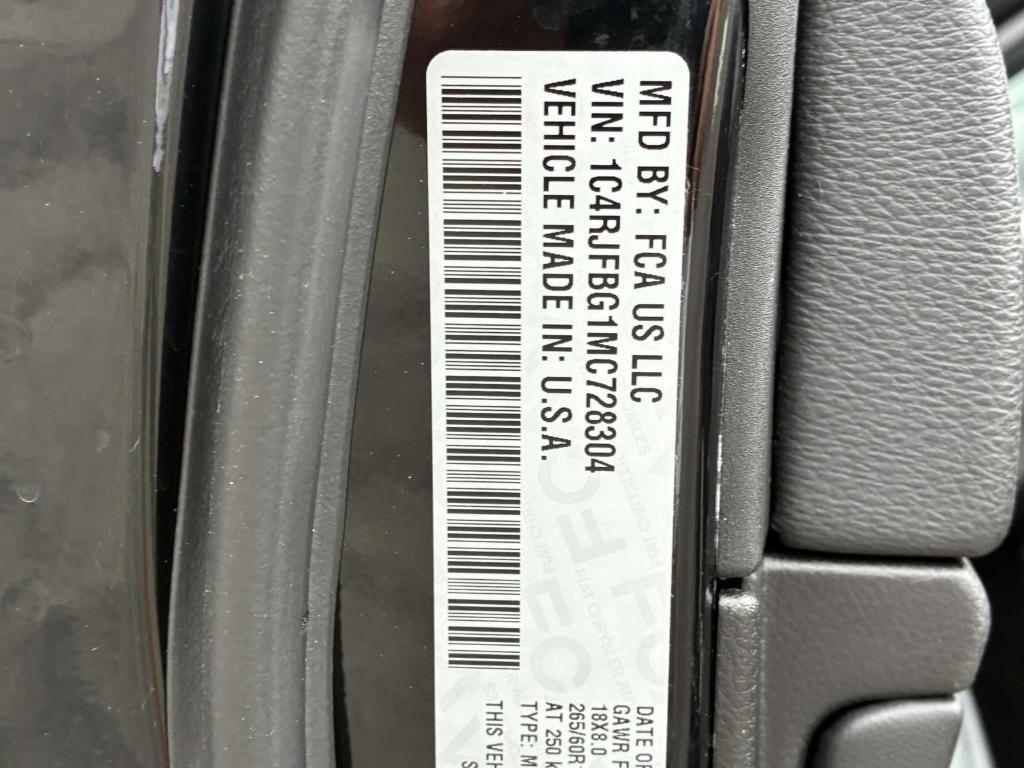 MFD BY: FCA US LLC
VIN: 1C4RJFBG1MC728304
VEHICLE MADE IN: U.S.A.
DATE OF
GAWR F
18X8.0
265/60R
AT 250 k
TYPE: M
THIS VEH